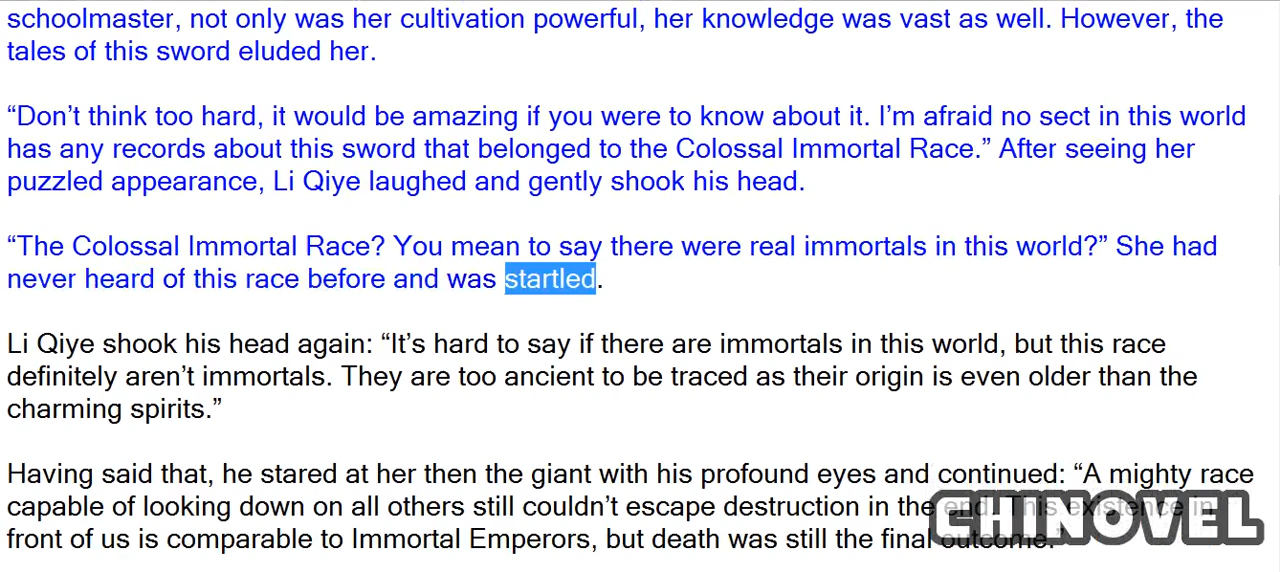 schoolmaster, not only was her cultivation powerful, her knowledge was vast as well. However, the
tales of this sword eluded her.
“Don’t think too hard, it would be amazing if you were to know about it. I’m afraid no sect in this world
has any records about this sword that belonged to the Colossal Immortal Race.” After seeing her
puzzled appearance, Li Qiye laughed and gently shook his head.
“The Colossal Immortal Race? You mean to say there were real immortals in this world?” She had
never heard of this race before and was startled.
Li Qiye shook his head again: “It’s hard to say if there are immortals in this world, but this race
definitely aren’t immortals. They are too ancient to be traced as their origin is even older than the
charming spirits.”
Having said that, he stared at her then the giant with his profound eyes and continued: “A mighty race
capable of looking down on all others still couldn’t escape destruction in the end. This existence in
front of us is comparable to Immortal Emperors, but death was still the final outcome.”
CHINOVEL